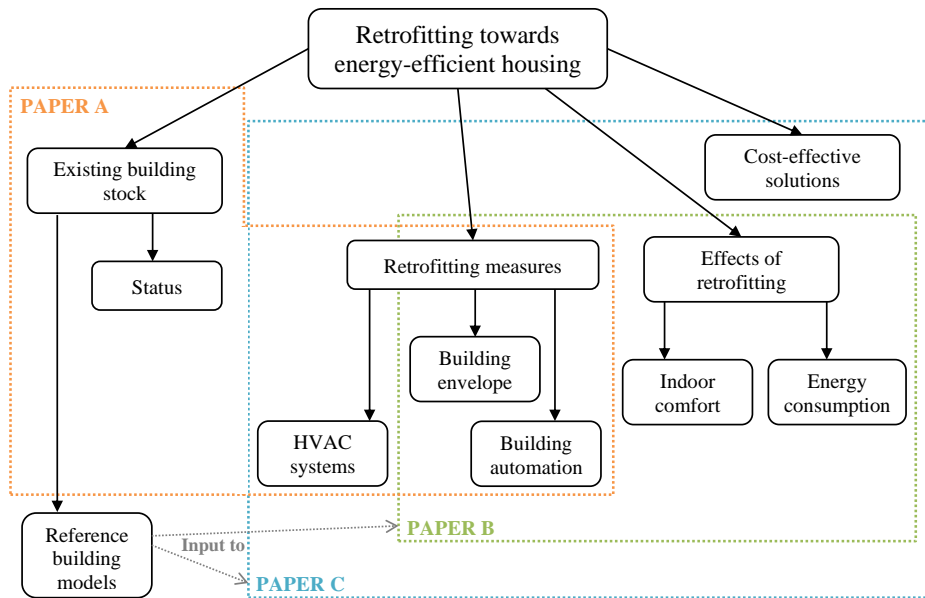 Retrofitting towards
energy-efficient housing
PAPER A
Existing building
stock
Cost-effective
solutions
Status
Retrofitting measures
Effects of
retrofitting
Building
envelope
Indoor
comfort
Energy
consumption
HVAC
systems
Building
automation
Reference
building
models
Input to
PAPER B
PAPER C